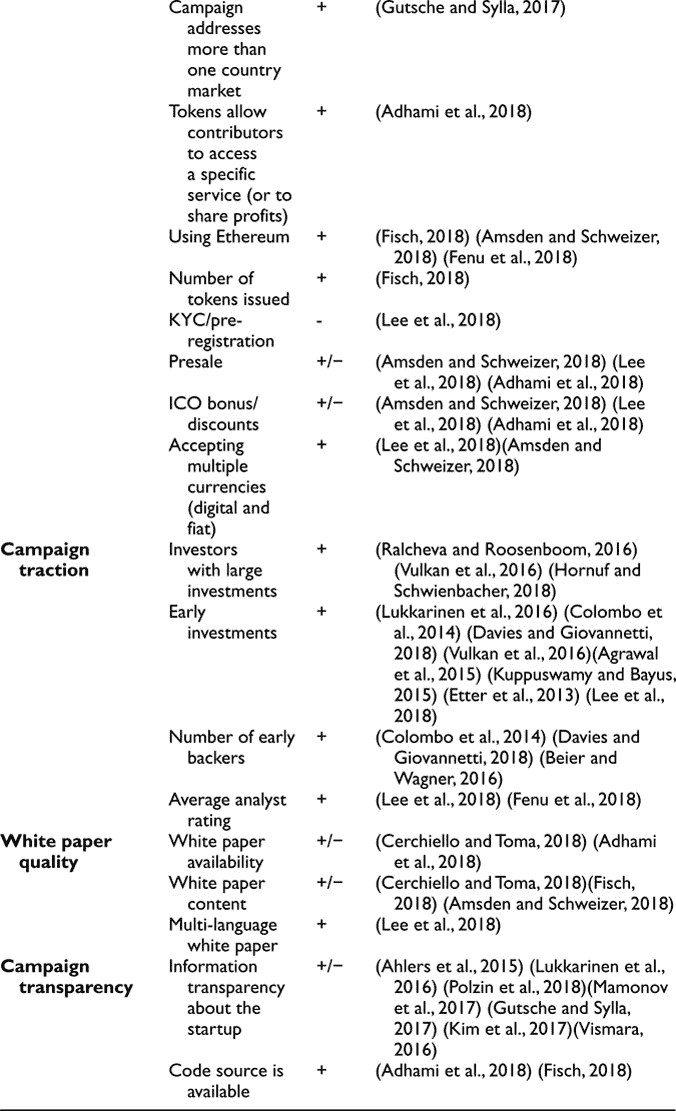 Campaign + (Gutsche and Sylla, 2017)
addresses
more than
one country
market
Tokens allow + (Adhami et al., 2018)
contributors
to access
a specific
service (or to
share profits)
Using Ethereum + (Fisch, 2018) (Amsden and Schweizer,
2018) (Fenu et al., 2018)
Number of + (Fisch, 2018)
tokens issued
KYC/pre- - (Lee et al., 2018)
registration
Presale +/− (Amsden and Schweizer, 2018) (Lee
et al., 2018) (Adhami et al., 2018)
ICO bonus/ +/− (Amsden and Schweizer, 2018) (Lee
discounts et al., 2018) (Adhami et al., 2018)
Accepting + (Lee et al., 2018)(Amsden and
multiple Schweizer, 2018)
currencies
(digital and
fiat)
Campaign Investors + (Ralcheva and Roosenboom, 2016)
traction with large (Vulkan et al., 2016) (Hornuf and
investments Schwienbacher, 2018)
Early + (Lukkarinen et al., 2016) (Colombo et
investments al., 2014) (Davies and Giovannetti,
2018) (Vulkan et al., 2016)(Agrawal
et al., 2015) (Kuppuswamy and Bayus,
2015) (Etter et al., 2013) (Lee et al.,
2018)
Number of early + (Colombo et al., 2014) (Davies and
backers Giovannetti, 2018) (Beier and
Wagner, 2016)
Average analyst + (Lee et al., 2018) (Fenu et al., 2018)
rating
White paper White paper +/− (Cerchiello and Toma, 2018) (Adhami
quality availability et al., 2018)
White paper +/− (Cerchiello and Toma, 2018)(Fisch,
content 2018) (Amsden and Schweizer, 2018)
Multi-language + (Lee et al., 2018)
white paper
Campaign Information +/− (Ahlers et al., 2015) (Lukkarinen et al.,
transparency transparency 2016) (Polzin et al., 2018)(Mamonov
about the et al., 2017) (Gutsche and Sylla,
startup 2017) (Kim et al., 2017)(Vismara,
2016)
Code source is + (Adhami et al., 2018) (Fisch, 2018)
available